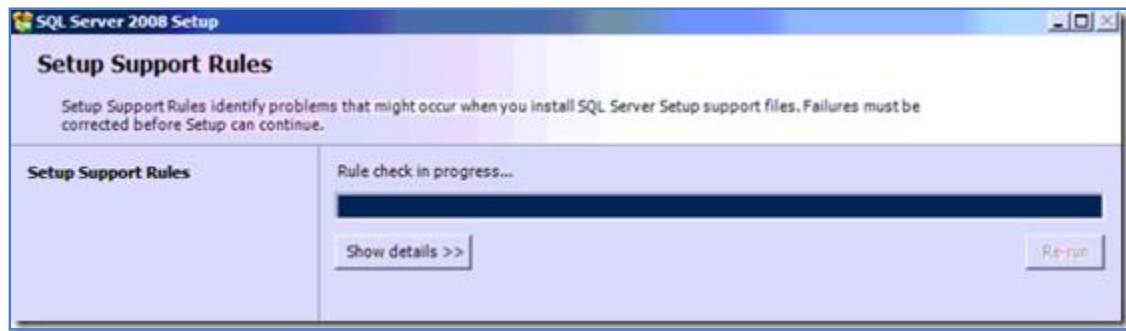 SQL Server 2008 Setup
Setup Support Rules
Setup Support Rules identify problems that might occur when you install SQL Server Setup support files. Failures must be
corrected before Setup can continue.
Setup Support Rules
Rule check in progress...
Show details >>
Re-run